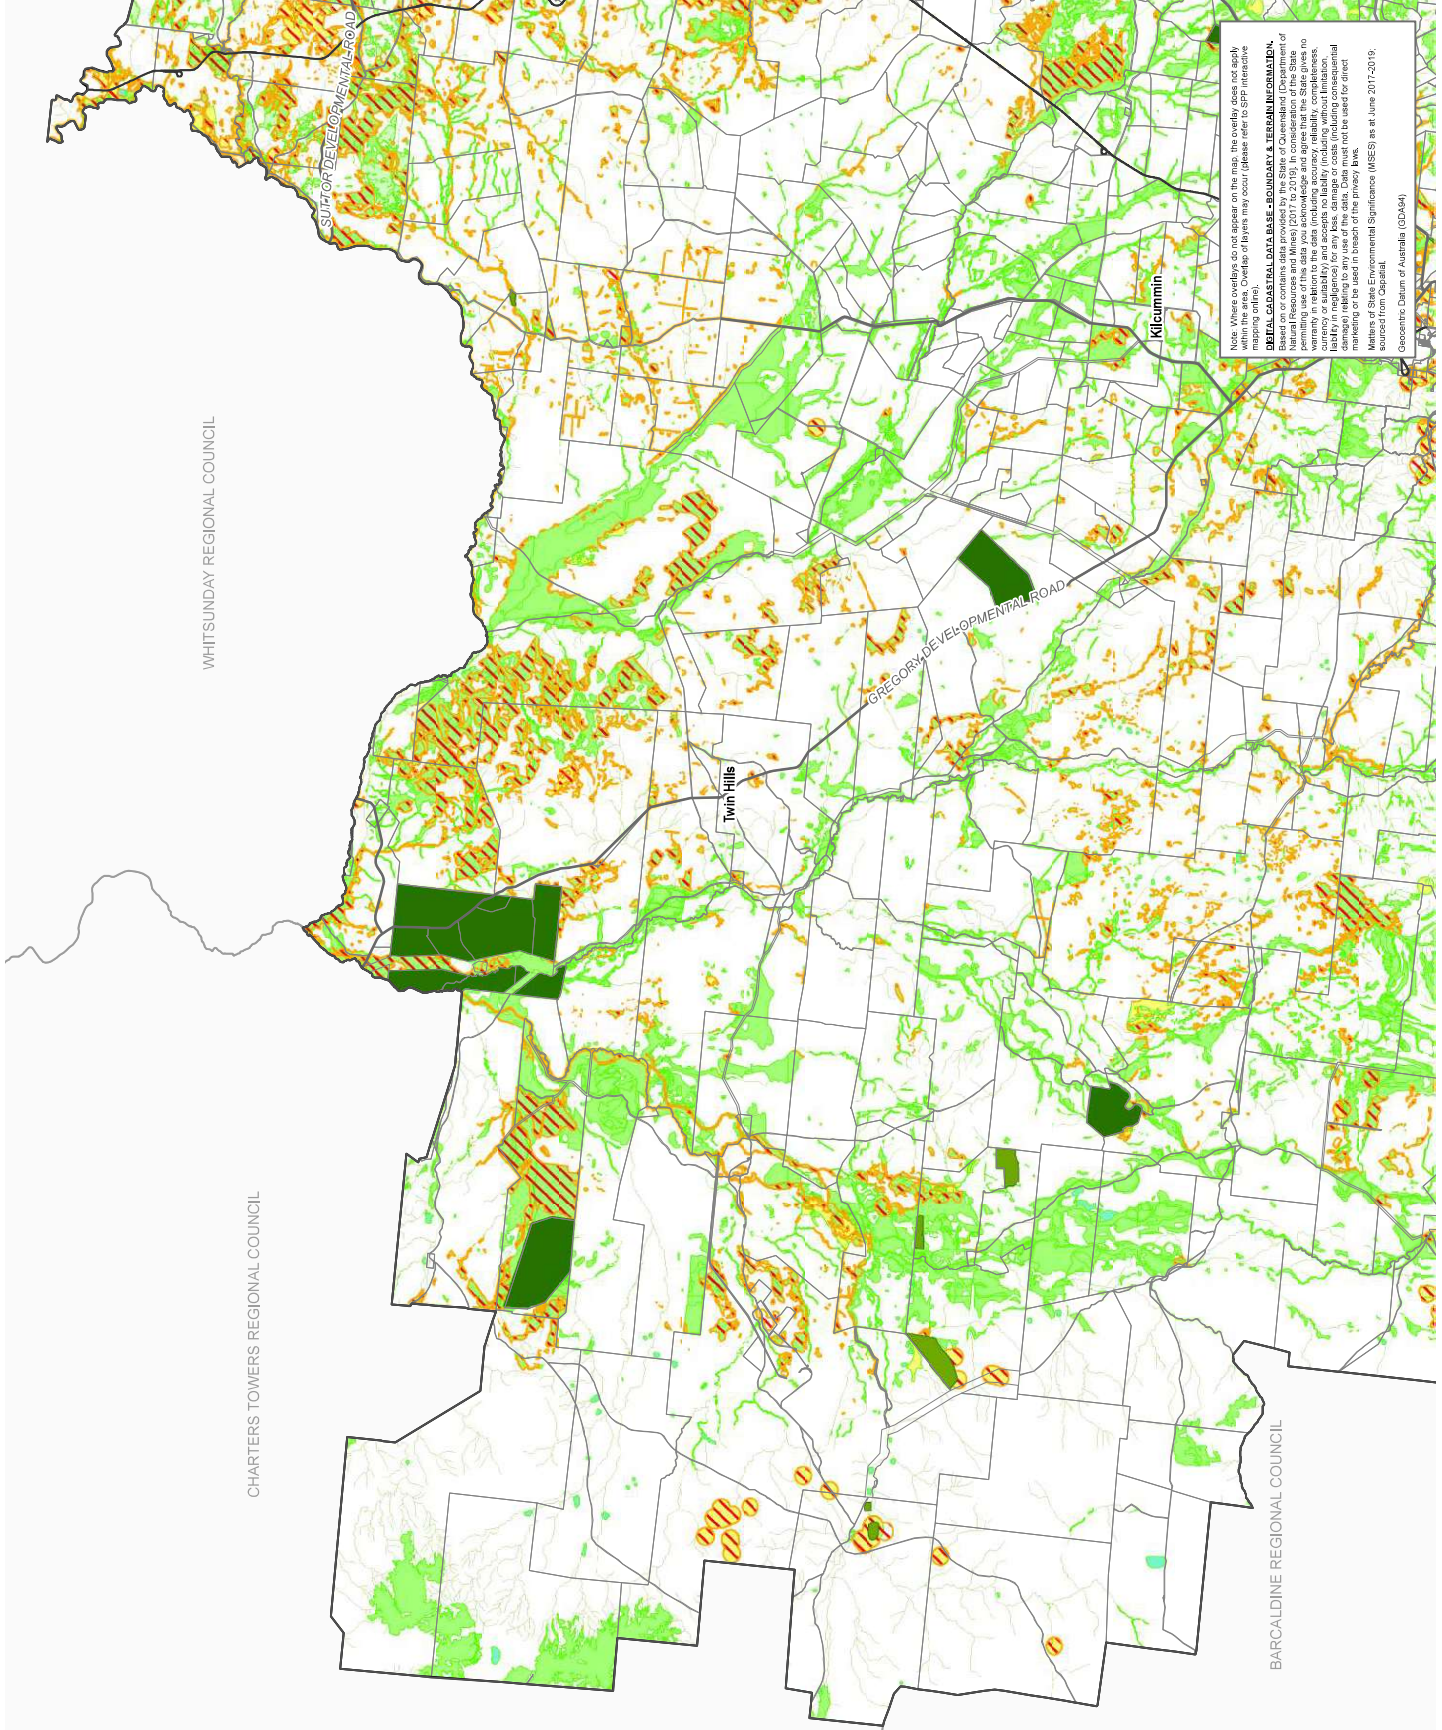 SUTTOR DEVELOPMENTAL ROAD
WHITSUNDAY REGIONAL COUNCIL
CHARTERS TOWERS REGIONAL COUNCIL
BARCALDINE REGIONAL COUNCIL
GREGORY DEVELOPMENTAL ROAD
Twin Hills
Kilcummin
Note: Where overlays do not appear on the map, the overlay does not apply
within the area. Overlap of layers may occur (please refer to SPP interactive
mapping online).
DIGITAL CADASTRAL DATA BASE - BOUNDARY & TERRAIN INFORMATION.
Based on or contains data provided by the State of Queensland (Department of
Natural Resources and Mines) [2017 to 2019]. In consideration of the State
permitting use of this data you acknowledge and agree that the State gives no
warranty in relation to the data (including accuracy, reliability, completeness,
currency or suitability) and accepts no liability (including without limitation,
liability in negligence) for any loss, damage or costs (including consequential
damage) relating to any use of the data. Data must not be used for direct
marketing or be used in breach of the privacy laws.
Matters of State Environmental Significance (MSES) as at June 2017-2019,
sourced from Qspatial.
Geocentric Datum of Australia (GDA94)